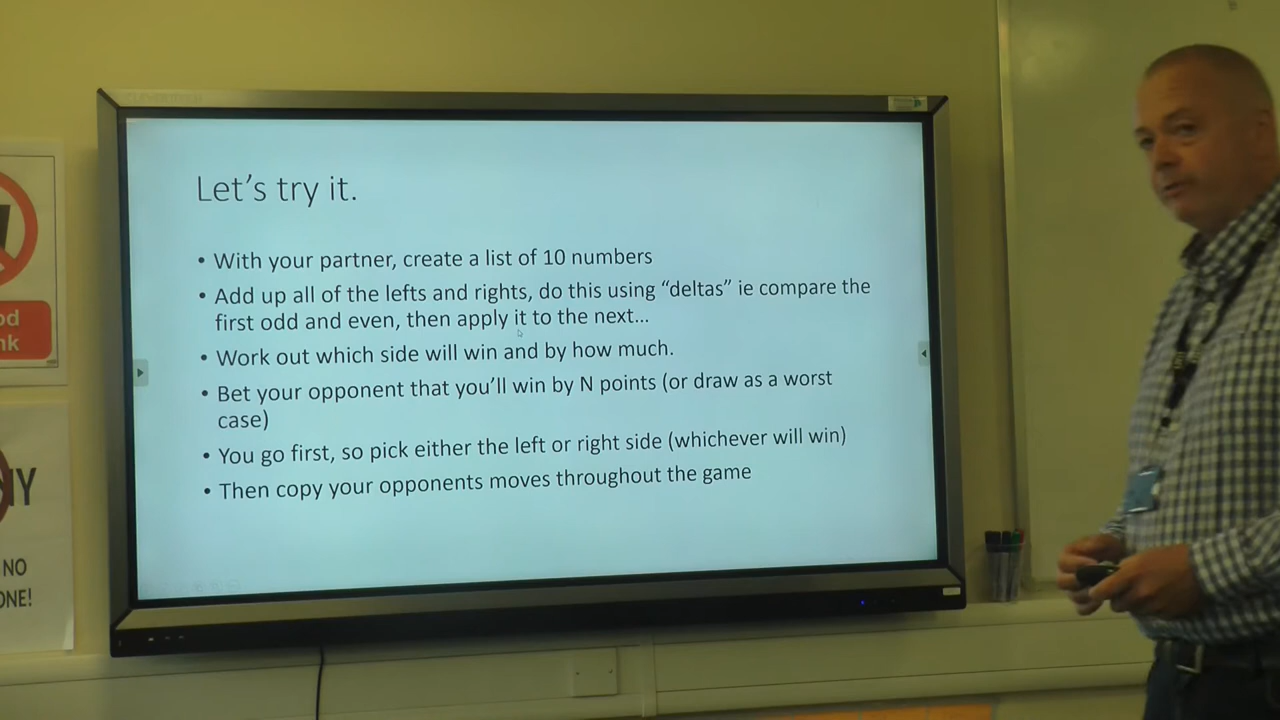 Let's try it.
• With your partner, create a list of 10 numbers
• Add up all of the lefts and rights, do this using “deltas” ie compare the
first odd and even, then apply it to the next...
• Work out which side will win and by how much.
• Bet your opponent that you'll win by N points (or draw as a worst
case)
• You go first, so pick either the left or right side (whichever will win)
• Then copy your opponents moves throughout the game
NO